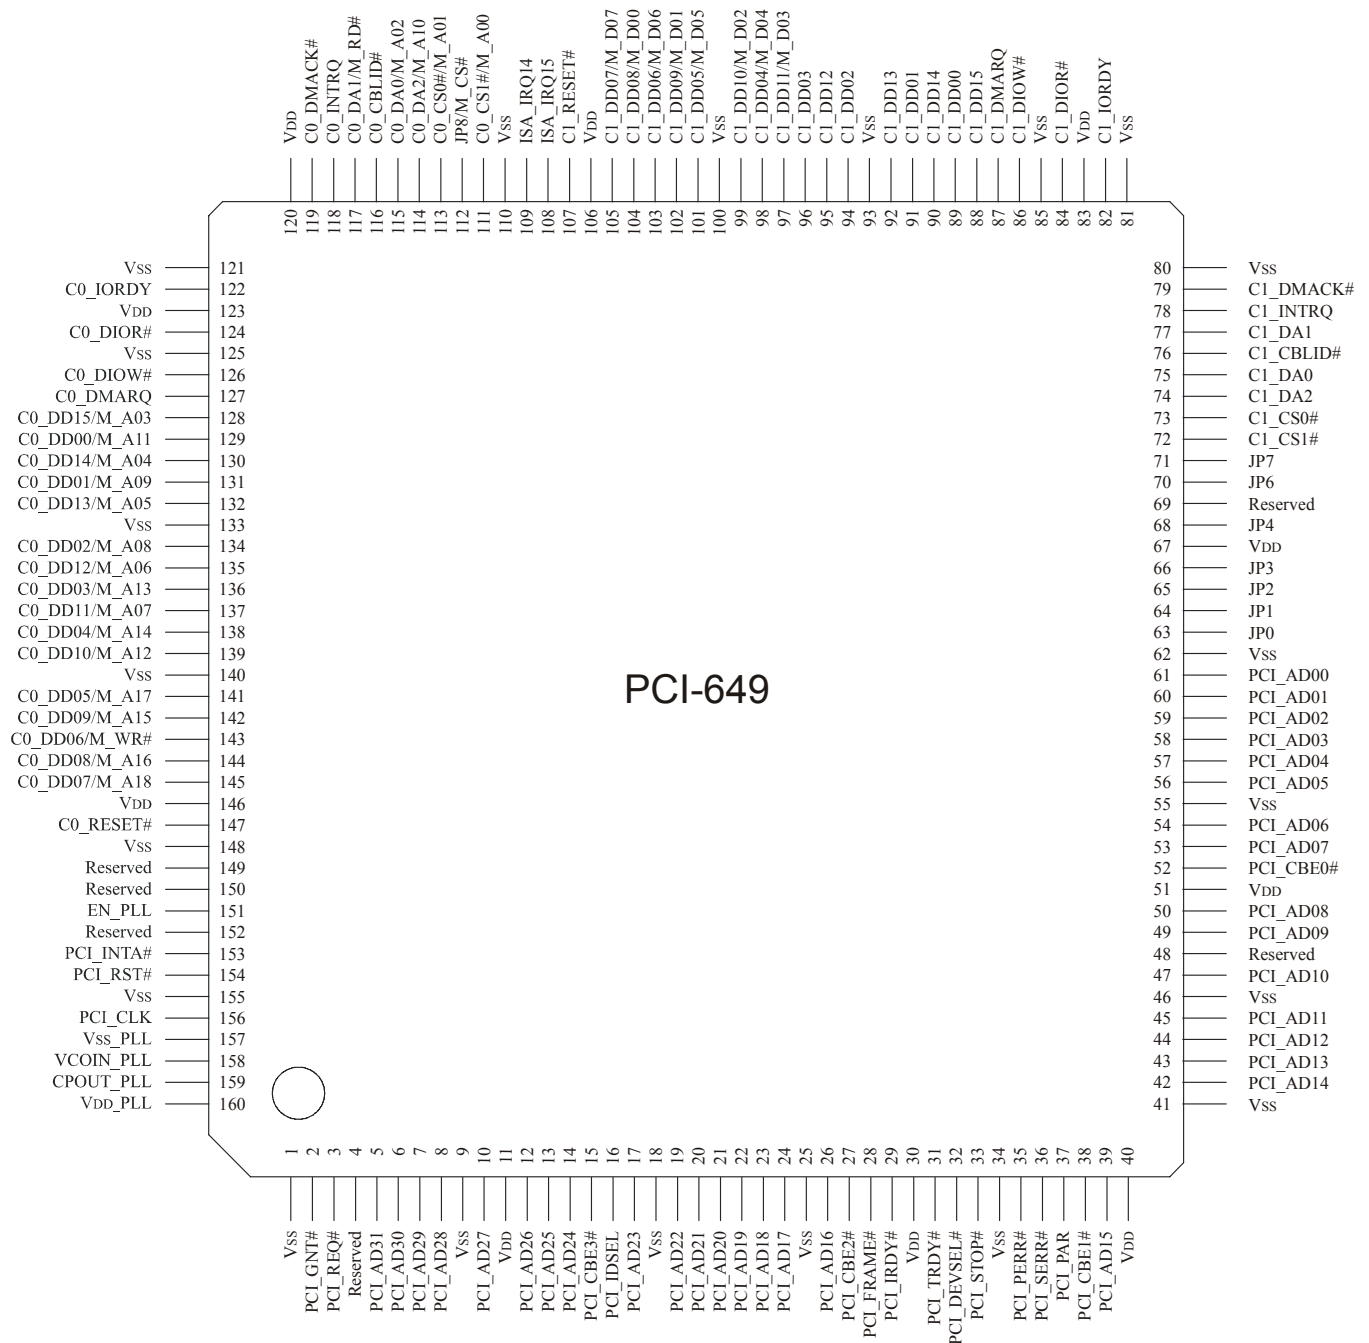 VDD
C0_DMACK#
C0_INTRQ
C0_DA1/M_RD#
C0_CBLID#
C0_DA0/M_A02
C0_DA2/M_A10
C0_CS0#/M_A01
JP8/M_CS#
C0_CS1#/M_A00
VSS
ISA_IRQ14
ISA_IRQ15
C1_RESET#
VDD
C1_DD07/M_D07
C1_DD08/M_D00
C1_DD06/M_D06
C1_DD09/M_D01
C1_DD05/M_D05
VSS
C1_DD10/M_D02
C1_DD04/M_D04
C1_DD11/M_D03
C1_DD03
C1_DD12
C1_DD02
VSS
C1_DD13
C1_DD01
C1_DD14
C1_DD00
C1_DD15
C1_DMARQ
C1_DIOW#
VSS
C1_DIOR#
VDD
C1_IORDY
VSS
120
119
118
117
116
115
114
113
112
111
110
109
108
107
106
105
104
103
102
101
100
99
98
97
96
95
94
93
92
91
90
89
88
87
86
85
84
83
82
81
VSS 121
C0_IORDY 122
VDD 123
C0_DIOR# 124
VSS 125
C0_DIOW# 126
C0_DMARQ 127
C0_DD15/M_A03 128
C0_DD00/M_A11 129
C0_DD14/M_A04 130
C0_DD01/M_A09 131
C0_DD13/M_A05 132
VSS 133
C0_DD02/M_A08 134
C0_DD12/M_A06 135
C0_DD03/M_A13 136
C0_DD11/M_A07 137
C0_DD04/M_A14 138
C0_DD10/M_A12 139
VSS 140
C0_DD05/M_A17 141
C0_DD09/M_A15 142
C0_DD06/M_WR# 143
C0_DD08/M_A16 144
C0_DD07/M_A18 145
VDD 146
C0_RESET# 147
VSS 148
Reserved 149
Reserved 150
EN_PLL 151
Reserved 152
PCI_INTA# 153
PCI_RST# 154
VSS 155
PCI_CLK 156
VSS_PLL 157
VCOIN_PLL 158
CPOUT_PLL 159
VDD_PLL 160
PCI-649
80 VSS
79 C1_DMACK#
78 C1_INTRQ
77 C1_DA1
76 C1_CBLID#
75 C1_DA0
74 C1_DA2
73 C1_CS0#
72 C1_CS1#
71 JP7
70 JP6
69 Reserved
68 JP4
67 VDD
66 JP3
65 JP2
64 JP1
63 JP0
62 VSS
61 PCI_AD00
60 PCI_AD01
59 PCI_AD02
58 PCI_AD03
57 PCI_AD04
56 PCI_AD05
55 VSS
54 PCI_AD06
53 PCI_AD07
52 PCI_CBE0#
51 VDD
50 PCI_AD08
49 PCI_AD09
48 Reserved
47 PCI_AD10
46 VSS
45 PCI_AD11
44 PCI_AD12
43 PCI_AD13
42 PCI_AD14
41 VSS
1
2
3
4
5
6
7
8
9
10
11
12
13
14
15
16
17
18
19
20
21
22
23
24
25
26
27
28
29
30
31
32
33
34
35
36
37
38
39
40
VSS
PCI_GNT#
PCI_REQ#
Reserved
PCI_AD31
PCI_AD30
PCI_AD29
PCI_AD28
VSS
PCI_AD27
VDD
PCI_AD26
PCI_AD25
PCI_AD24
PCI_CBE3#
PCI_IDSEL
PCI_AD23
VSS
PCI_AD22
PCI_AD21
PCI_AD20
PCI_AD19
PCI_AD18
PCI_AD17
VSS
PCI_AD16
PCI_CBE2#
PCI_FRAME#
PCI_IRDY#
VDD
PCI_TRDY#
PCI_DEVSEL#
PCI_STOP#
VSS
PCI_PERR#
PCI_SERR#
PCI_PAR
PCI_CBE1#
PCI_AD15
VDD